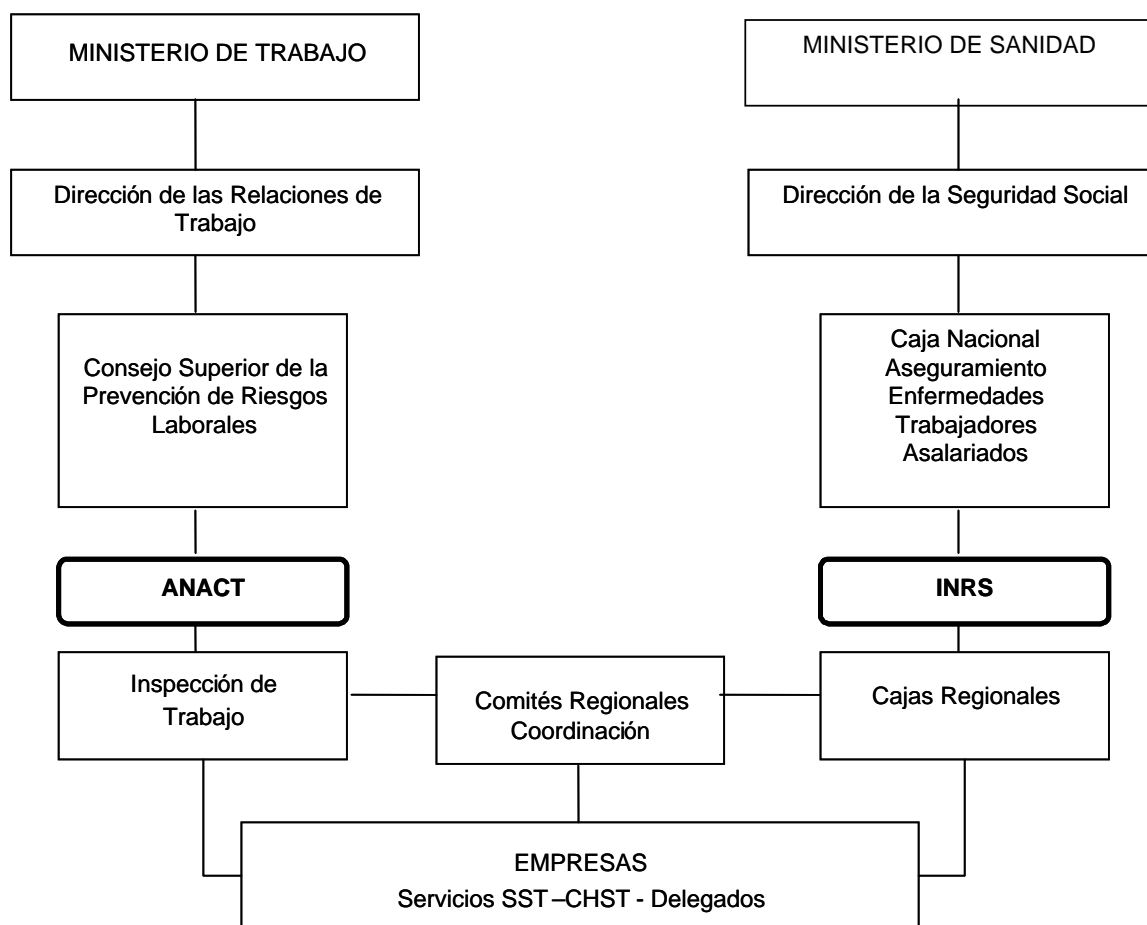 MINISTERIO DE TRABAJO
MINISTERIO DE SANIDAD
Dirección de las Relaciones de
Trabajo
Dirección de la Seguridad Social
Consejo Superior de la
Prevención de Riesgos
Laborales
Caja Nacional
Aseguramiento
Enfermedades
Trabajadores
Asalariados
ANACT
INRS
Inspección de
Trabajo
Comités Regionales
Coordinación
Cajas Regionales
EMPRESAS
Servicios SST –CHST - Delegados